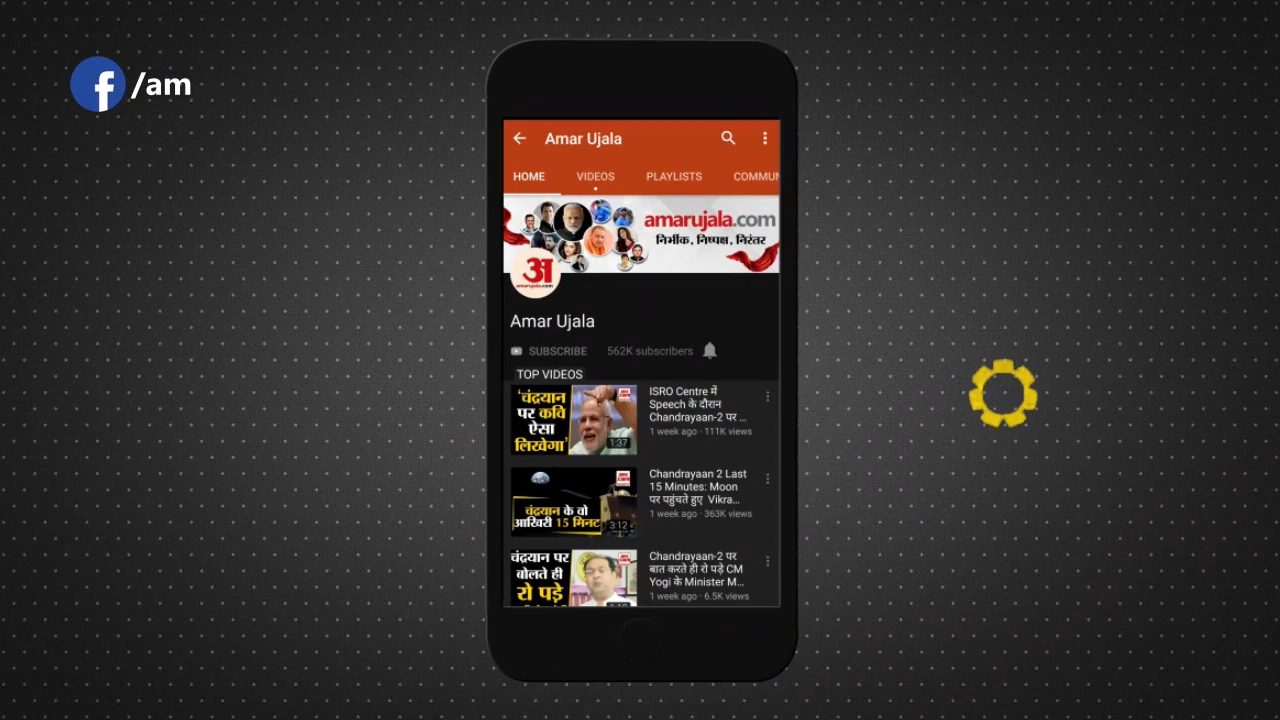 f/am
Amar Ujala
HOME VIDEOS PLAYLISTS COMMUN
amarujala.com
निर्भीक, निष्पक्ष, निरंतर
अ
amarujala.com
Amar Ujala
SUBSCRIBE 562K subscribers
TOP VIDEOS
'चंद्रयान
पर कवि
ऐसा
लिखेगा'
1:37
ISRO Centre में
Speech के दौरान
Chandrayaan-2 पर ...
1 week ago · 111K views
चंद्रयान के वो
आखिरी 15 मिनट
3:12
Chandrayaan 2 Last
15 Minutes: Moon
पर पहुंचते हुए Vikra...
1 week ago · 363K views
चंद्रयान पर
बोलते ही
रो पड़े
Chandrayaan-2 पर
बात करते ही रो पड़े CM
Yogi के Minister M...
1 week ago · 6.5K views